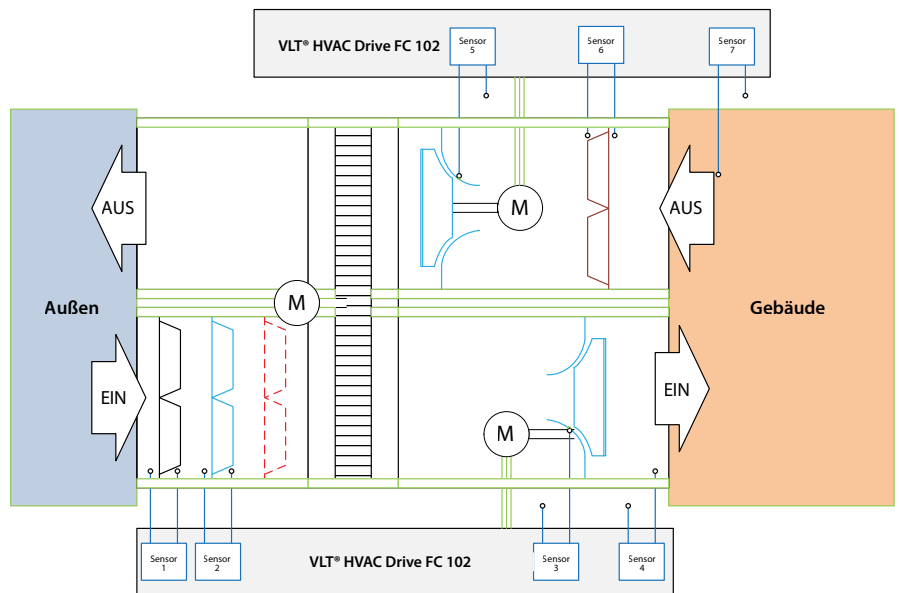 VLT® HVAC Drive FC 102
Sensor
5
Sensor
6
Sensor
7
AUS
M
AUS
Außen
M
Gebäude
EIN
M
EIN
Sensor
1
Sensor
2
VLT® HVAC Drive FC 102
Sensor
3
Sensor
4